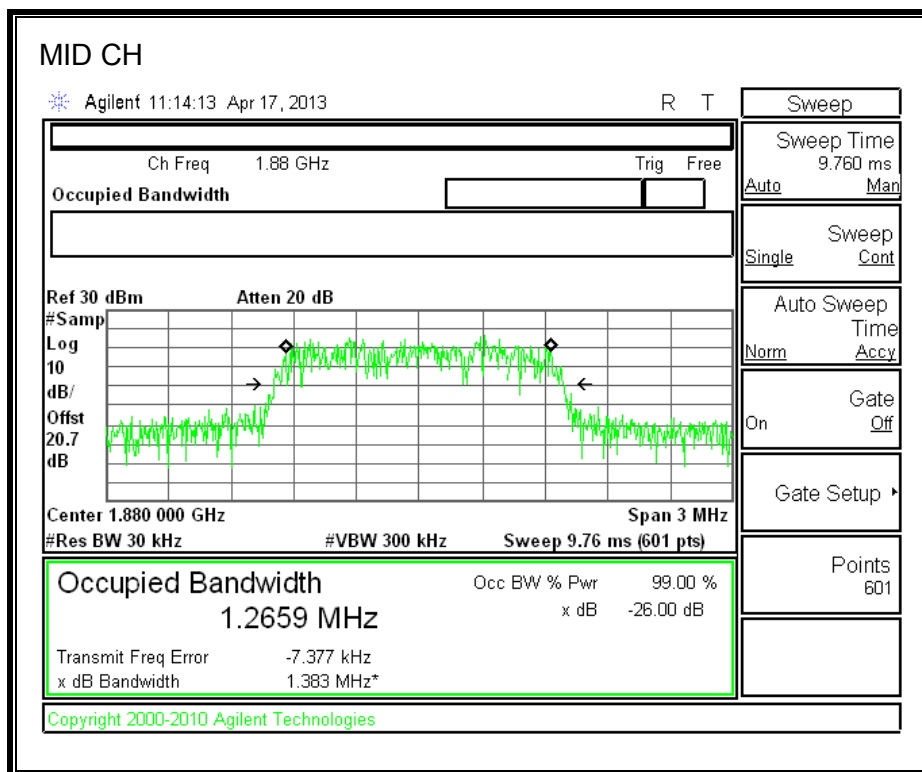 MID CH
Agilent 11:14:13 Apr 17, 2013 R T
Ch Freq 1.88 GHz Trig Free
Occupied Bandwidth
Ref 30 dBm Atten 20 dB
#Samp
Log
10
dB/
Offst
20.7
dB
Center 1.880 000 GHz Span 3 MHz
#Res BW 30 kHz #VBW 300 kHz Sweep 9.76 ms (601 pts)
Occupied Bandwidth Occ BW % Pwr 99.00 %
1.2659 MHz x dB -26.00 dB
Transmit Freq Error -7.377 kHz
x dB Bandwidth 1.383 MHz*
Copyright 2000-2010 Agilent Technologies
Sweep
Sweep Time
9.760 ms
Auto Man
Sweep
Single Cont
Auto Sweep
Time
Norm Accy
Gate
On Off
Gate Setup
Points
601